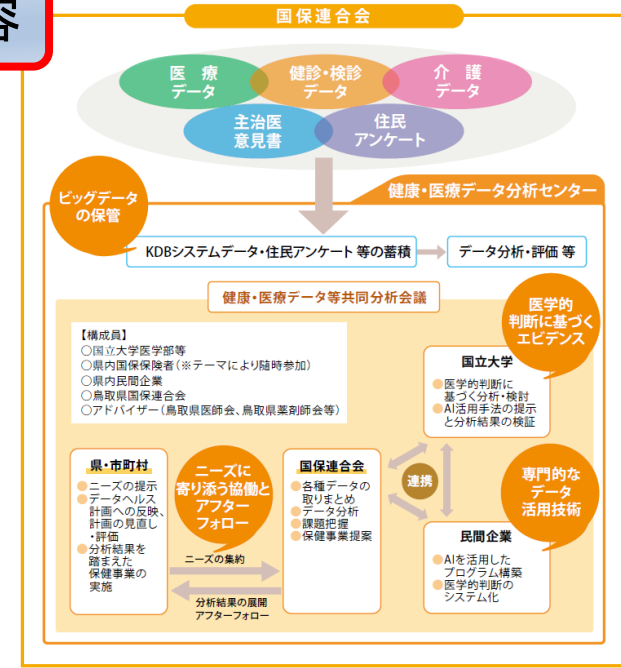 容
国保連合会
医 療
データ
健診・検診
データ
介 護
データ
主治医
意見書
住民
アンケート
ビッグデータ
の保管
健康・医療データ分析センター
KDBシステムデータ・住民アンケート 等の蓄積
データ分析・評価 等
健康・医療データ等共同分析会議
医学的
判断に基づく
エビデンス
【構成員】
○国立大学医学部等
○県内国保保険者（※テーマにより随時参加）
○県内民間企業
○鳥取県国保連合会
○アドバイザー（鳥取県医師会、鳥取県薬剤師会等）
国立大学
●医学的判断に
基づく分析・検討
●AI活用手法の提示
と分析結果の検証
県・市町村
●ニーズの提示
●データヘルス
計画への反映、
計画の見直し
・評価
●分析結果を
踏まえた
保健事業の
実施
ニーズに
寄り添う協働と
アフター
フォロー
ニーズの集約
分析結果の展開
アフターフォロー
国保連合会
●各種データの
取りまとめ
●データ分析
●課題把握
●保健事業提案
連携
専門的な
データ
活用技術
民間企業
●AIを活用した
プログラム構築
●医学的判断の
システム化